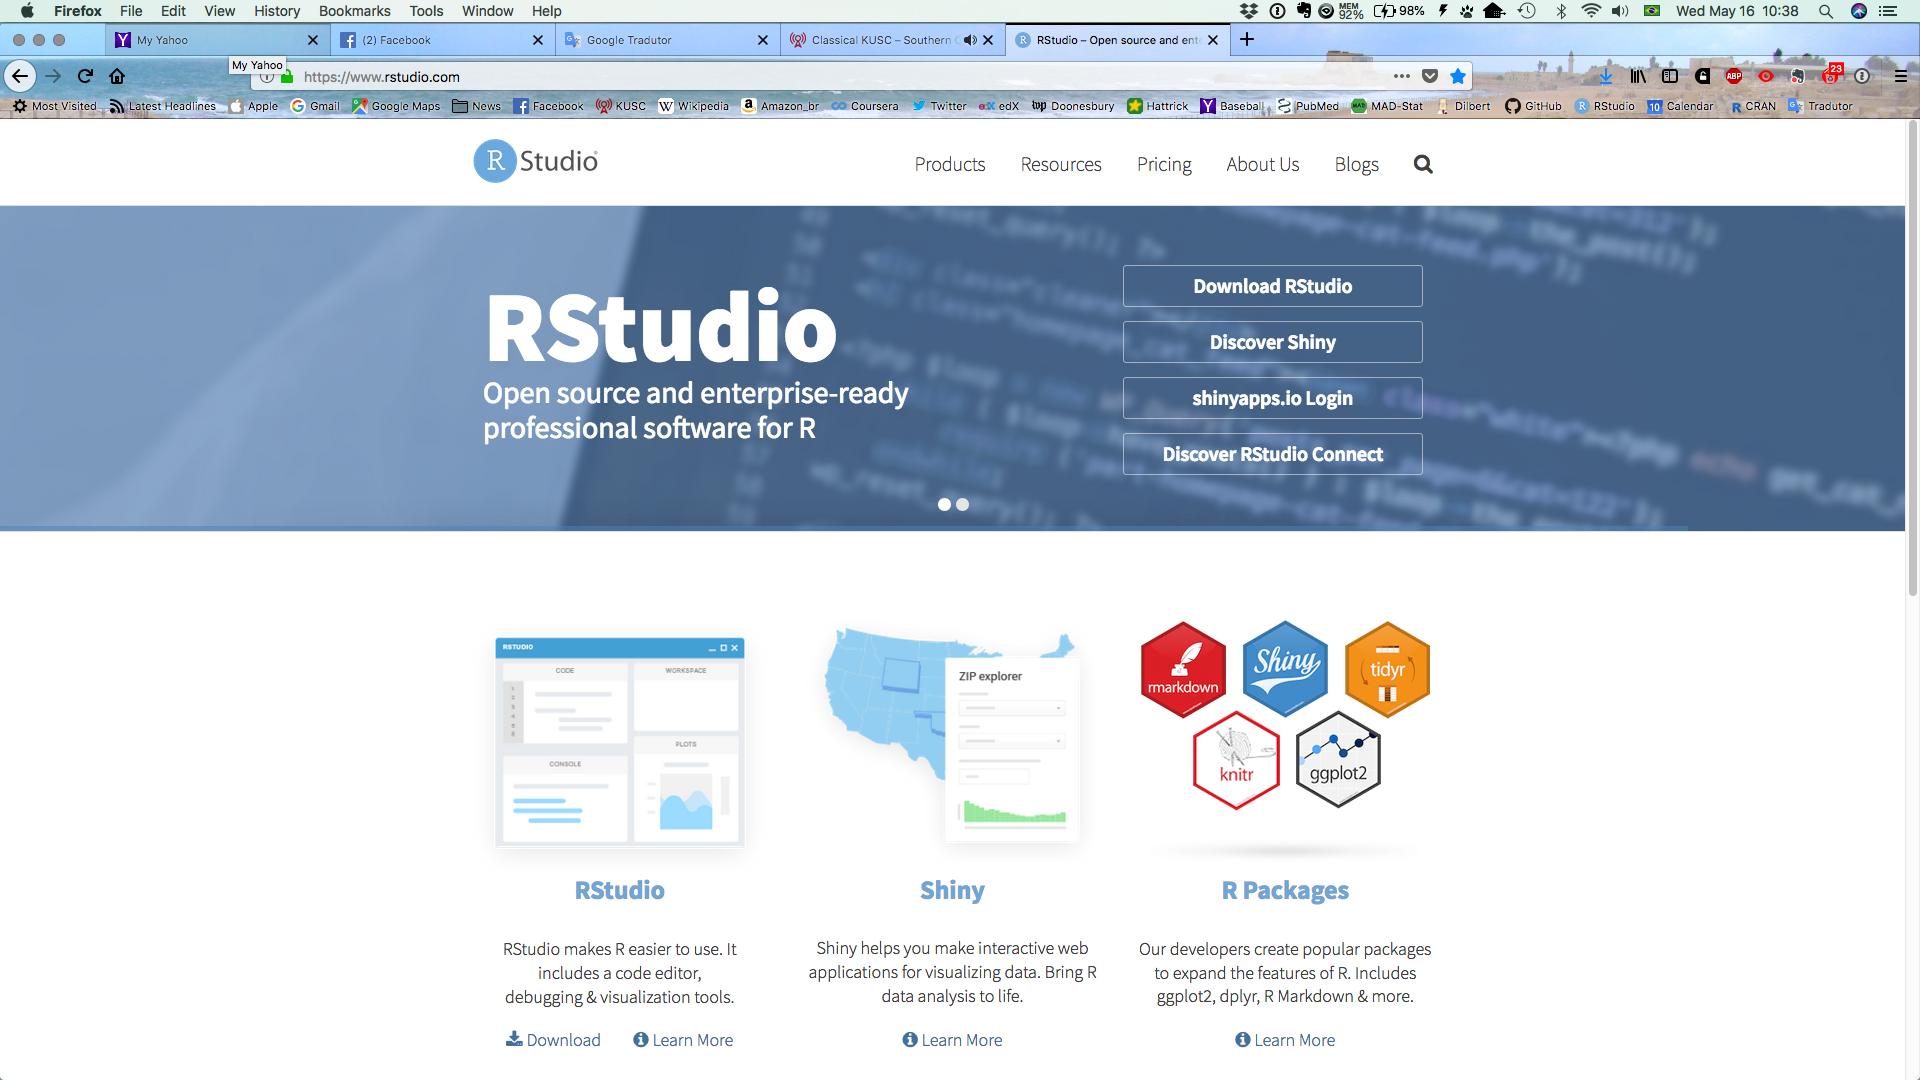 Firefox File Edit View History Bookmarks Tools Window Help
MEM
92%
98%
Wed May 16 10:38
My Yahoo
(2) Facebook
Google Tradutor
Classical KUSC – Southern
RStudio – Open source and ent
My Yahoo
https://www.rstudio.com
ABP
23
Most Visited Latest Headlines Apple Gmail Google Maps News Facebook KUSC Wikipedia Amazon_br Coursera Twitter edX Doonesbury Hattrick Baseball PubMed MAD-Stat Dilbert GitHub RStudio Calendar CRAN Tradutor
R Studio
Products Resources Pricing About Us Blogs
RStudio
Open source and enterprise-ready
professional software for R
Download RStudio
Discover Shiny
shinyapps.io Login
Discover RStudio Connect
RSTUDIO
CODE
WORKSPACE
PLOTS
CONSOLE
ZIP explorer
rmarkdown
Shiny
tidyr
knitr
ggplot2
RStudio
RStudio makes R easier to use. It
includes a code editor,
debugging & visualization tools.
Download Learn More
Shiny
Shiny helps you make interactive web
applications for visualizing data. Bring R
data analysis to life.
Learn More
R Packages
Our developers create popular packages
to expand the features of R. Includes
ggplot2, dplyr, R Markdown & more.
Learn More